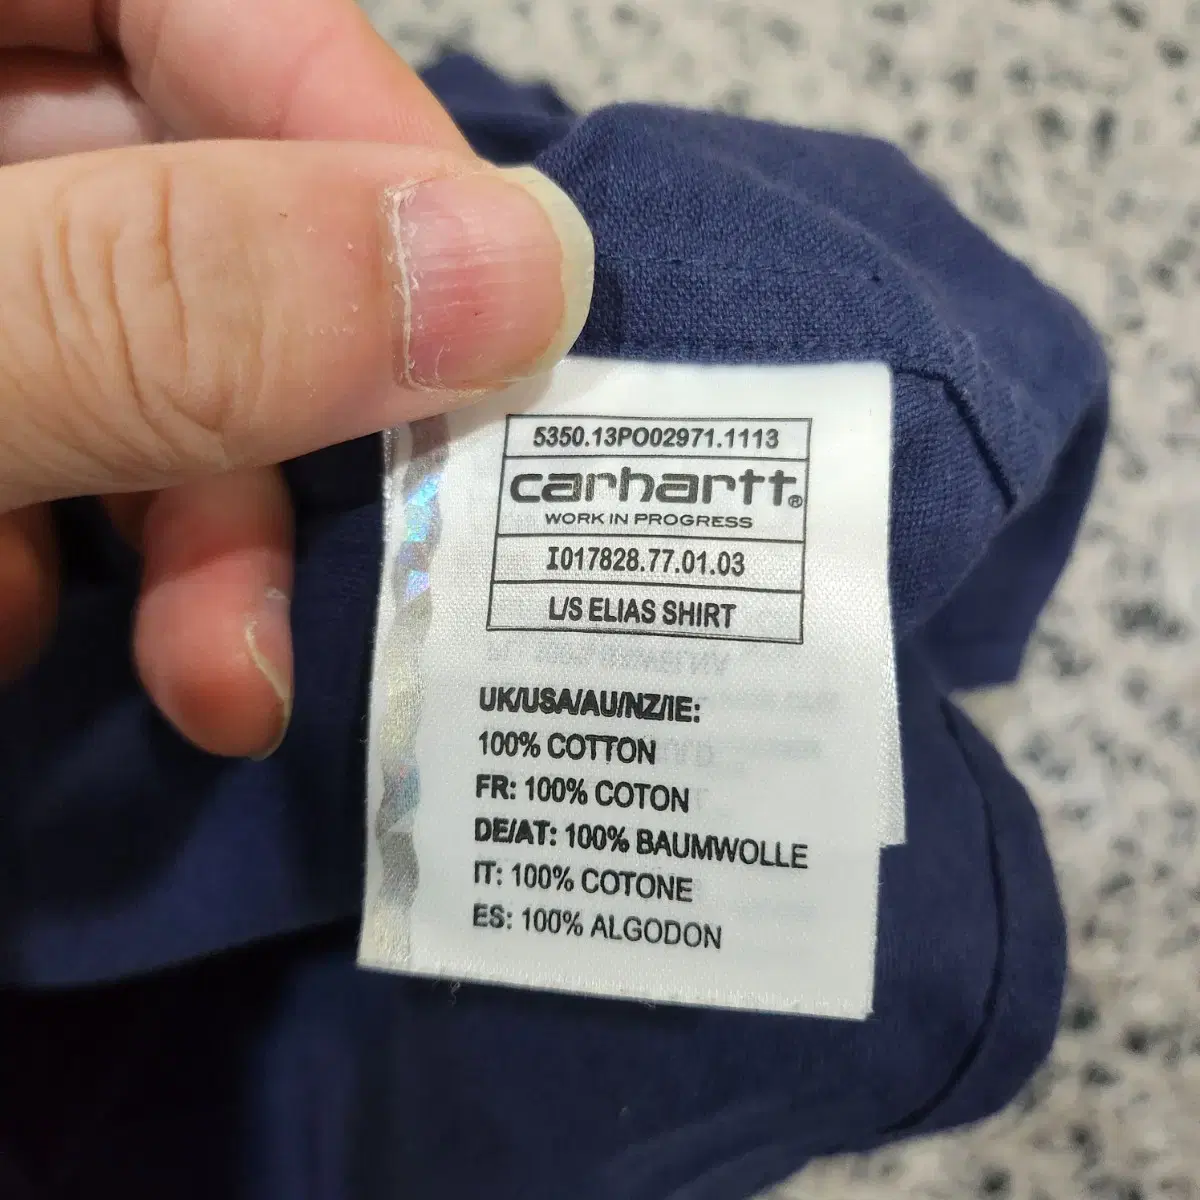 5350.13PO02971.1113
carhartt®
WORK IN PROGRESS
I017828.77.01.03
L/S ELIAS SHIRT
UK/USA/AU/NZ/IE:
100% COTTON
FR: 100% COTON
DE/AT: 100% BAUMWOLLE
IT: 100% COTONE
ES: 100% ALGODON